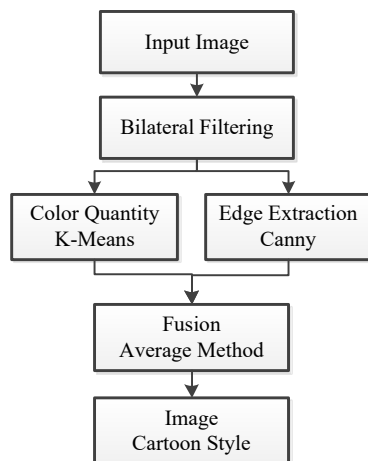 Input Image
Bilateral Filtering
Color Quantity
K-Means
Edge Extraction
Canny
Fusion
Average Method
Image
Cartoon Style